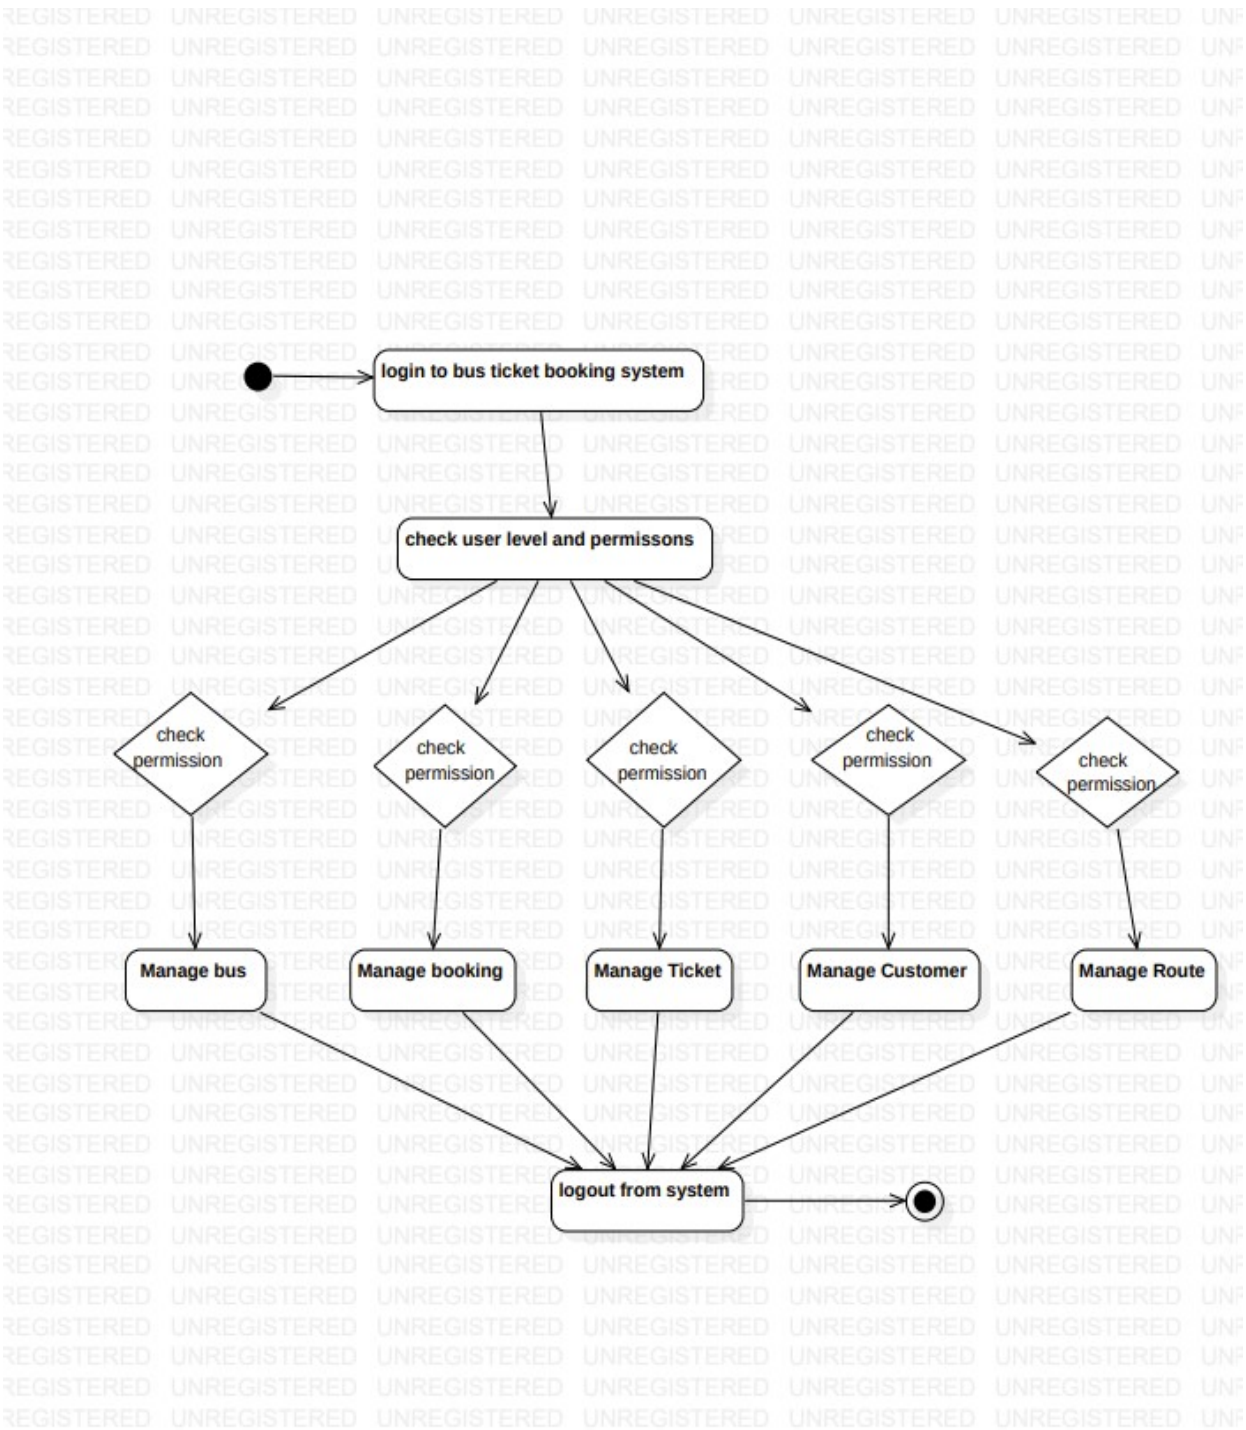 login to bus ticket booking system
check user level and permissons
check
permission
check
permission
check
permission
check
permission
check
permission
Manage bus
Manage booking
Manage Ticket
Manage Customer
Manage Route
logout from system
UNREGISTERED